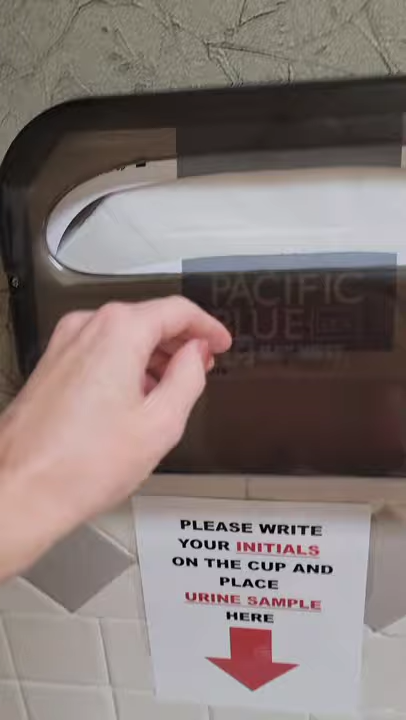 PACIFIC
BLUE
PLEASE WRITE
YOUR INITIALS
ON THE CUP AND
PLACE
URINE SAMPLE
HERE